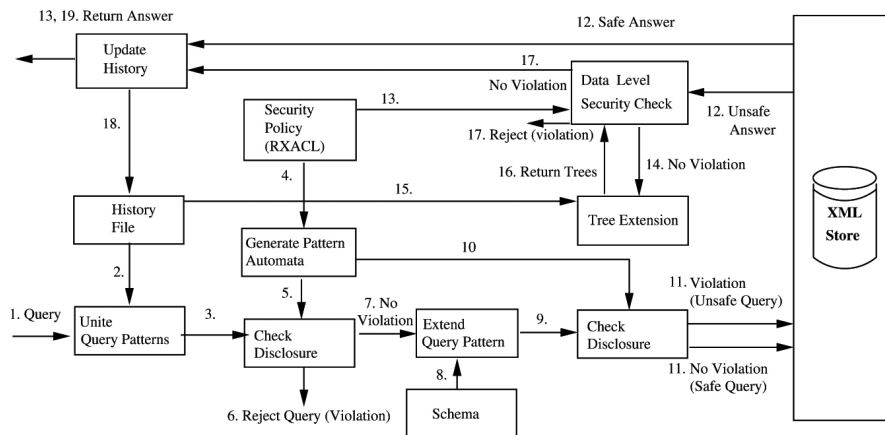 13, 19. Return Answer
12. Safe Answer
Update
History
17.
No Violation
Data Level
Security Check
13.
Security
Policy
(RXACL)
12. Unsafe
Answer
17. Reject (violation)
18.
16. Return Trees
14. No Violation
4.
15.
History
File
Tree Extension
XML
Store
Generate Pattern
Automata
10
2.
5.
7. No
Violation
11. Violation
(Unsafe Query)
1. Query
Unite
Query Patterns
3.
Check
Disclosure
Extend
Query Pattern
9.
Check
Disclosure
11. No Violation
(Safe Query)
8.
6. Reject Query (Violation)
Schema